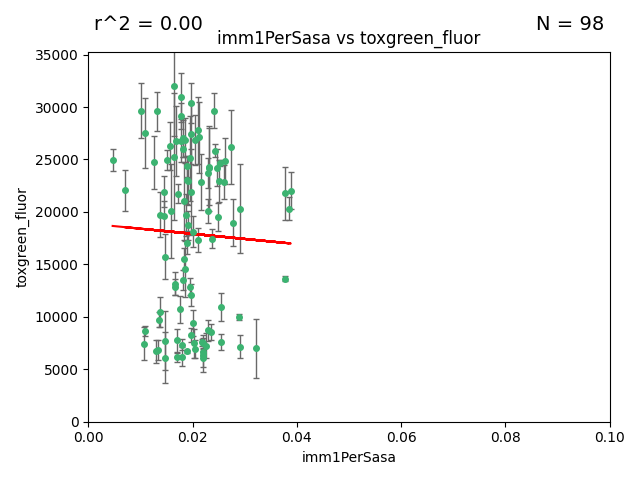 r^2 = 0.00
N = 98
imm1PerSasa vs toxgreen_fluor
35000
30000
25000
20000
15000
10000
5000
0
toxgreen_fluor
0.00
0.02
0.04
0.06
0.08
0.10
imm1PerSasa